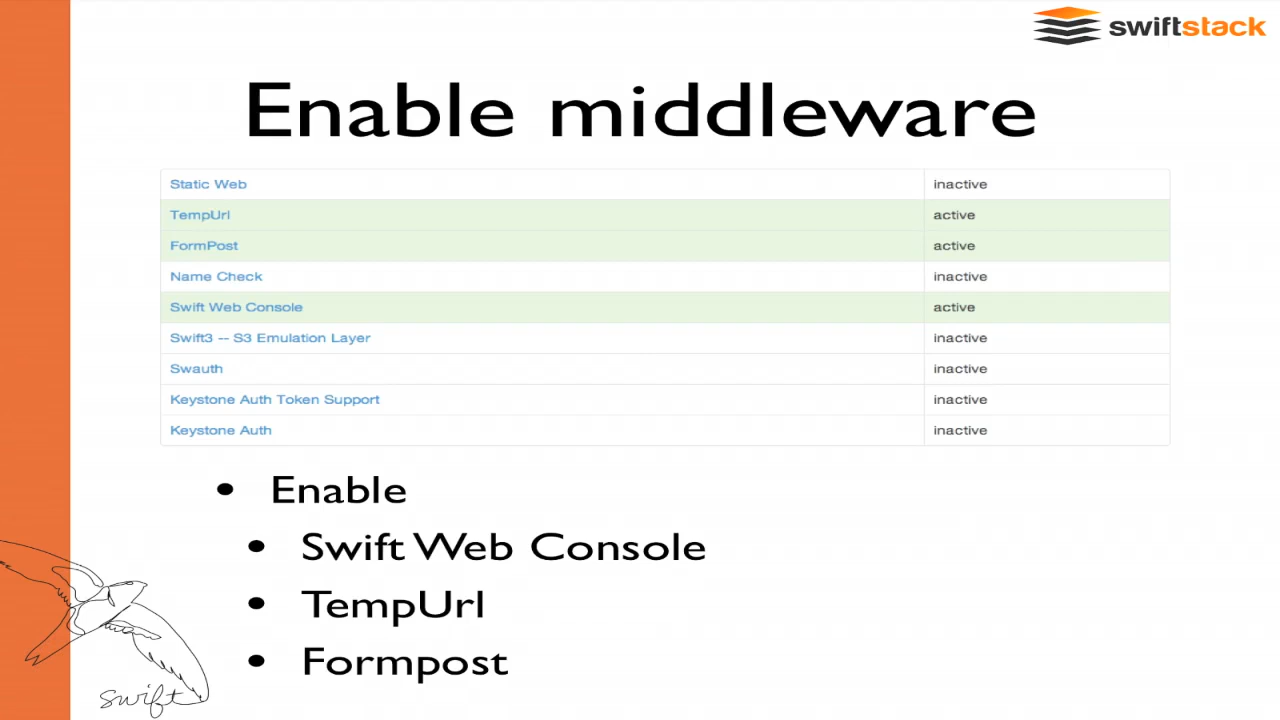 swiftstack
Enable middleware
Static Web inactive
TempUrl active
FormPost active
Name Check inactive
Swift Web Console active
Swift3 -- S3 Emulation Layer inactive
Swauth inactive
Keystone Auth Token Support inactive
Keystone Auth inactive
• Enable
• Swift Web Console
• TempUrl
• Formpost
swift